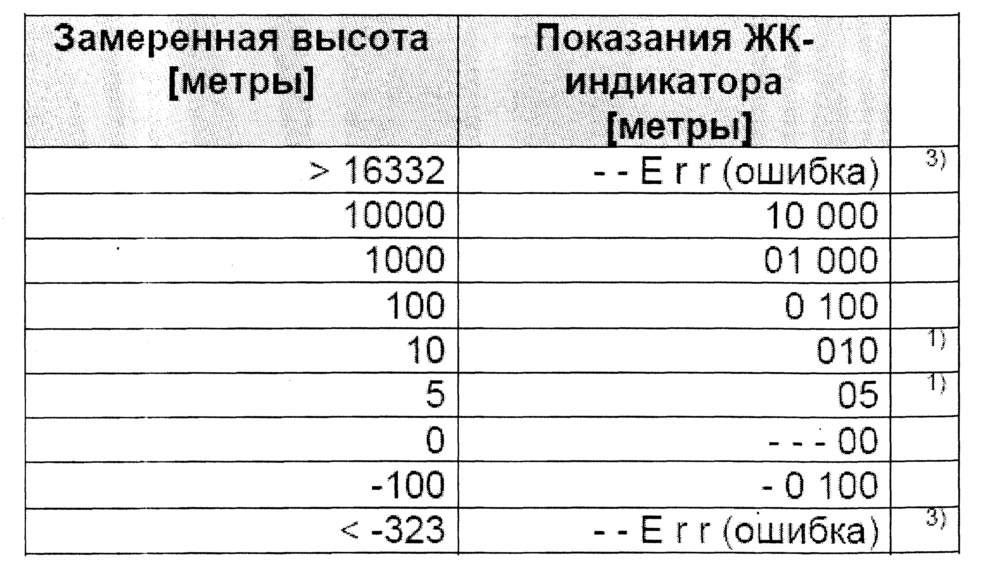 Замеренная высота
[метры]
Показания ЖК-
индикатора
[метры]
> 16332 - - E r r (ошибка) 3)
10000 10 000
1000 01 000
100 0 100
10 010 1)
5 05 1)
0 - - - 00
-100 - 0 100
< -323 - - E r r (ошибка) 3)